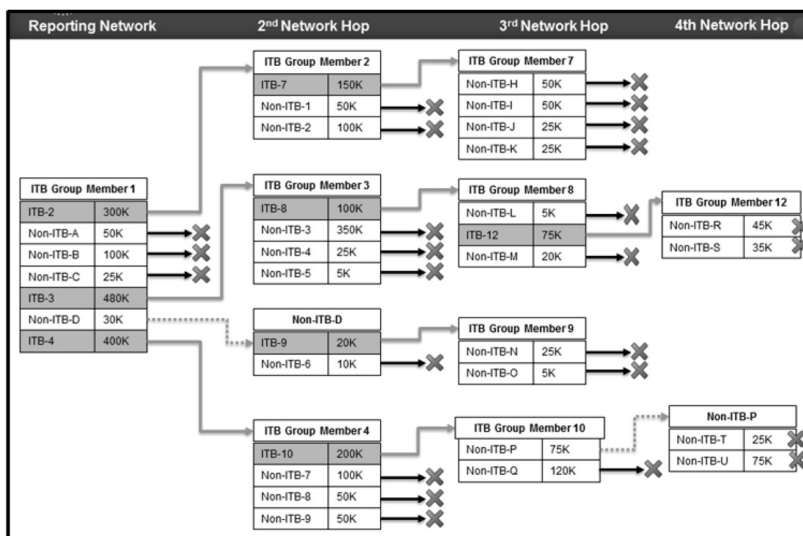 Reporting Network
2nd Network Hop
3rd Network Hop
4th Network Hop
ITB Group Member 1
ITB-2 300K
Non-ITB-A 50K
Non-ITB-B 100K
Non-ITB-C 25K
ITB-3 480K
Non-ITB-D 30K
ITB-4 400K
ITB Group Member 2
ITB-7 150K
Non-ITB-1 50K
Non-ITB-2 100K
ITB Group Member 3
ITB-8 100K
Non-ITB-3 350K
Non-ITB-4 25K
Non-ITB-5 5K
Non-ITB-D
ITB-9 20K
Non-ITB-6 10K
ITB Group Member 4
ITB-10 200K
Non-ITB-7 100K
Non-ITB-8 50K
Non-ITB-9 50K
ITB Group Member 7
Non-ITB-H 50K
Non-ITB-I 50K
Non-ITB-J 25K
Non-ITB-K 25K
ITB Group Member 8
Non-ITB-L 5K
ITB-12 75K
Non-ITB-M 20K
ITB Group Member 9
Non-ITB-N 25K
Non-ITB-O 5K
ITB Group Member 10
Non-ITB-P 75K
Non-ITB-Q 120K
ITB Group Member 12
Non-ITB-R 45K
Non-ITB-S 35K
Non-ITB-P
Non-ITB-T 25K
Non-ITB-U 75K